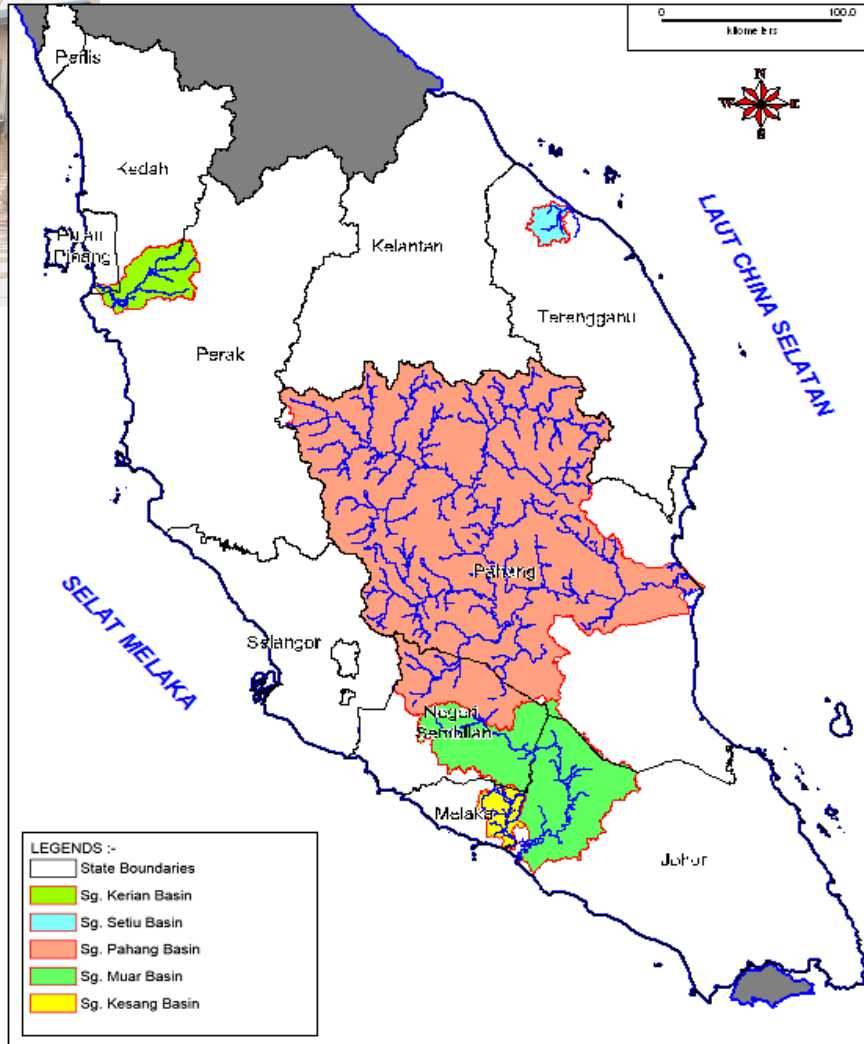 0 100.0
kilometers
N
W E
S
Perlis
Kedah
Pulau
Pinang
Kelantan
Terengganu
LAUT CHINA SELATAN
Perak
Pahang
SELAT MELAKA
Selangor
Negeri
Sembilan
Melaka
Johor
LEGENDS :-
State Boundaries
Sg. Kerian Basin
Sg. Setiu Basin
Sg. Pahang Basin
Sg. Muar Basin
Sg. Kesang Basin